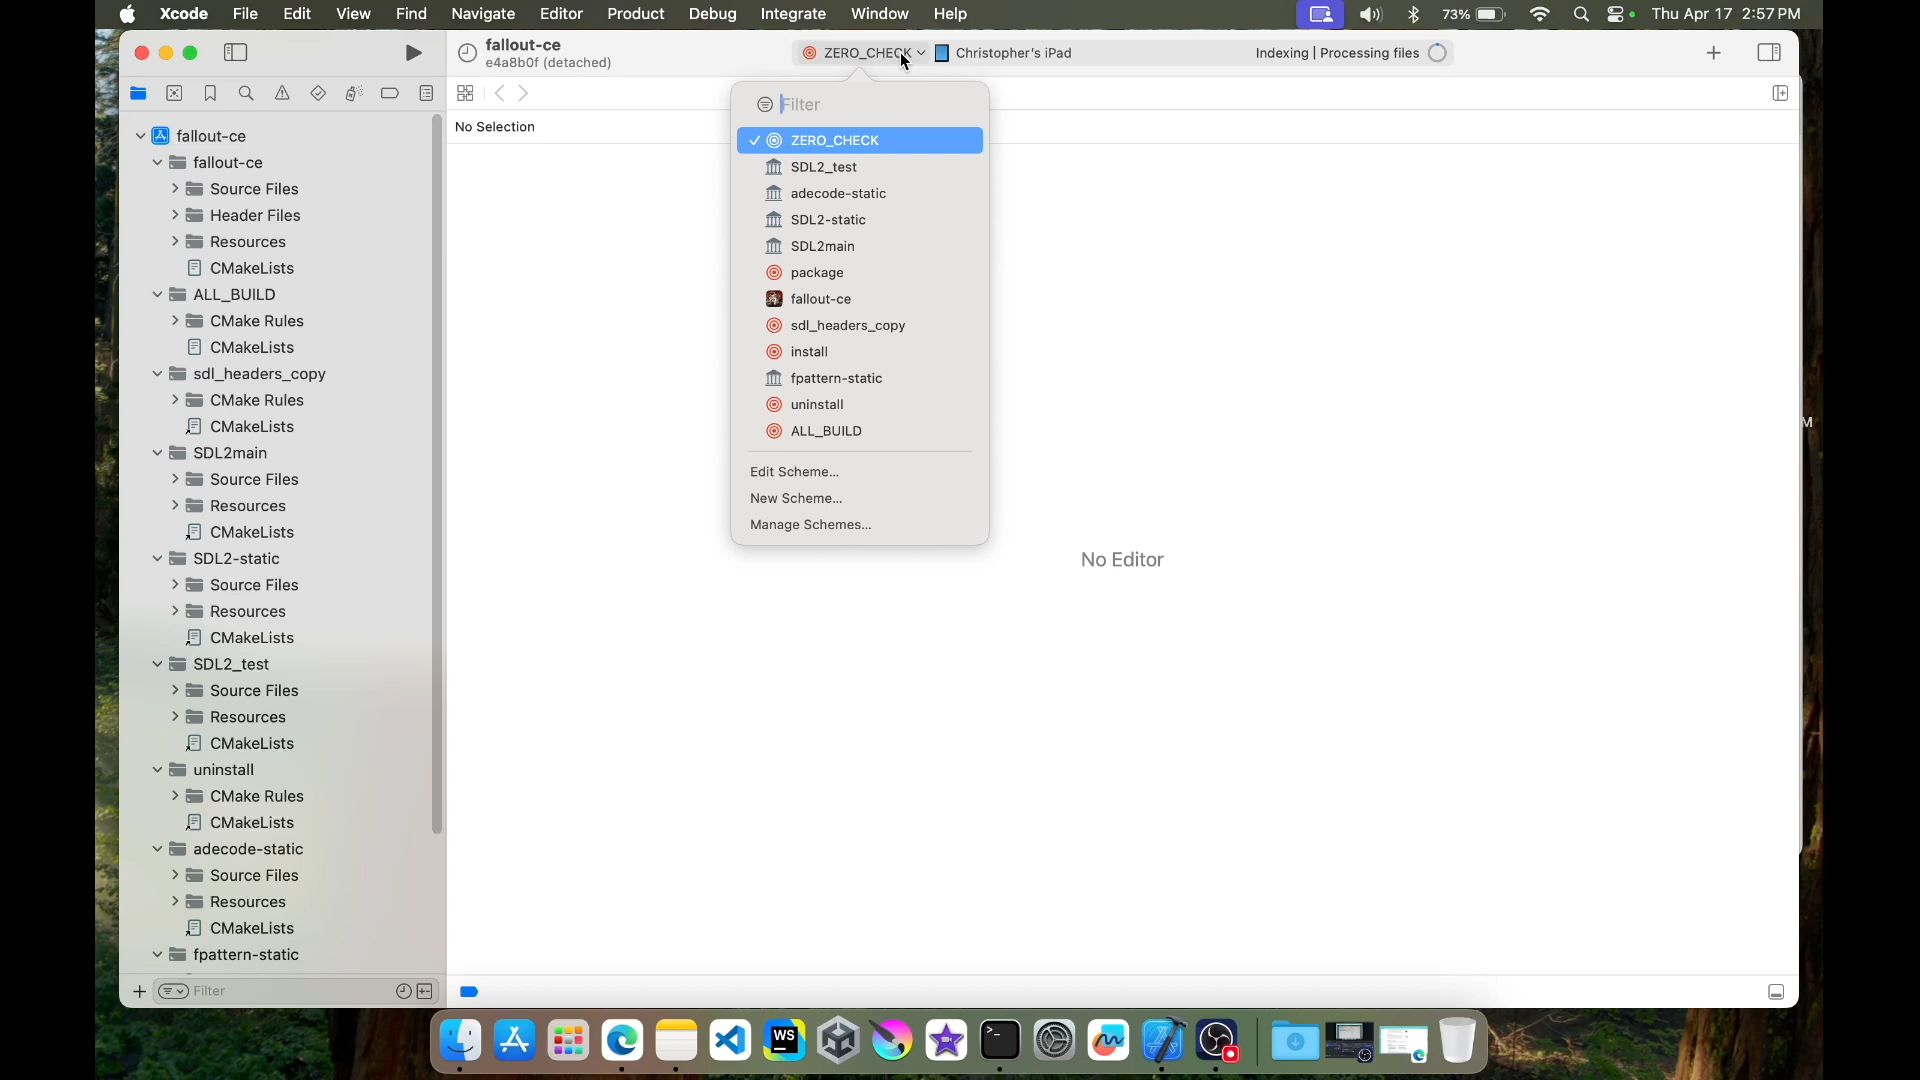 Xcode File Edit View Find Navigate Editor Product Debug Integrate Window Help 73% Thu Apr 17 2:57 PM
fallout-ce
e4a8b0f (detached)
ZERO_CHECK Christopher's iPad Indexing | Processing files
No Selection
Filter
ZERO_CHECK
SDL2_test
adecode-static
SDL2-static
SDL2main
package
fallout-ce
sdl_headers_copy
install
fpattern-static
uninstall
ALL_BUILD
Edit Scheme...
New Scheme...
Manage Schemes...
fallout-ce
fallout-ce
Source Files
Header Files
Resources
CMakeLists
ALL_BUILD
CMake Rules
CMakeLists
sdl_headers_copy
CMake Rules
CMakeLists
SDL2main
Source Files
Resources
CMakeLists
SDL2-static
Source Files
Resources
CMakeLists
SDL2_test
Source Files
Resources
CMakeLists
uninstall
CMake Rules
CMakeLists
adecode-static
Source Files
Resources
CMakeLists
fpattern-static
Filter
No Editor
M
WS